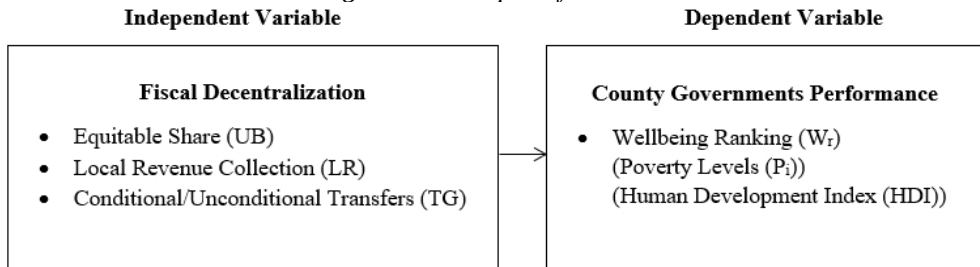 Independent Variable
Dependent Variable
Fiscal Decentralization
• Equitable Share (UB)
• Local Revenue Collection (LR)
• Conditional/Unconditional Transfers (TG)
County Governments Performance
• Wellbeing Ranking (Wr)
(Poverty Levels (Pi))
(Human Development Index (HDI))